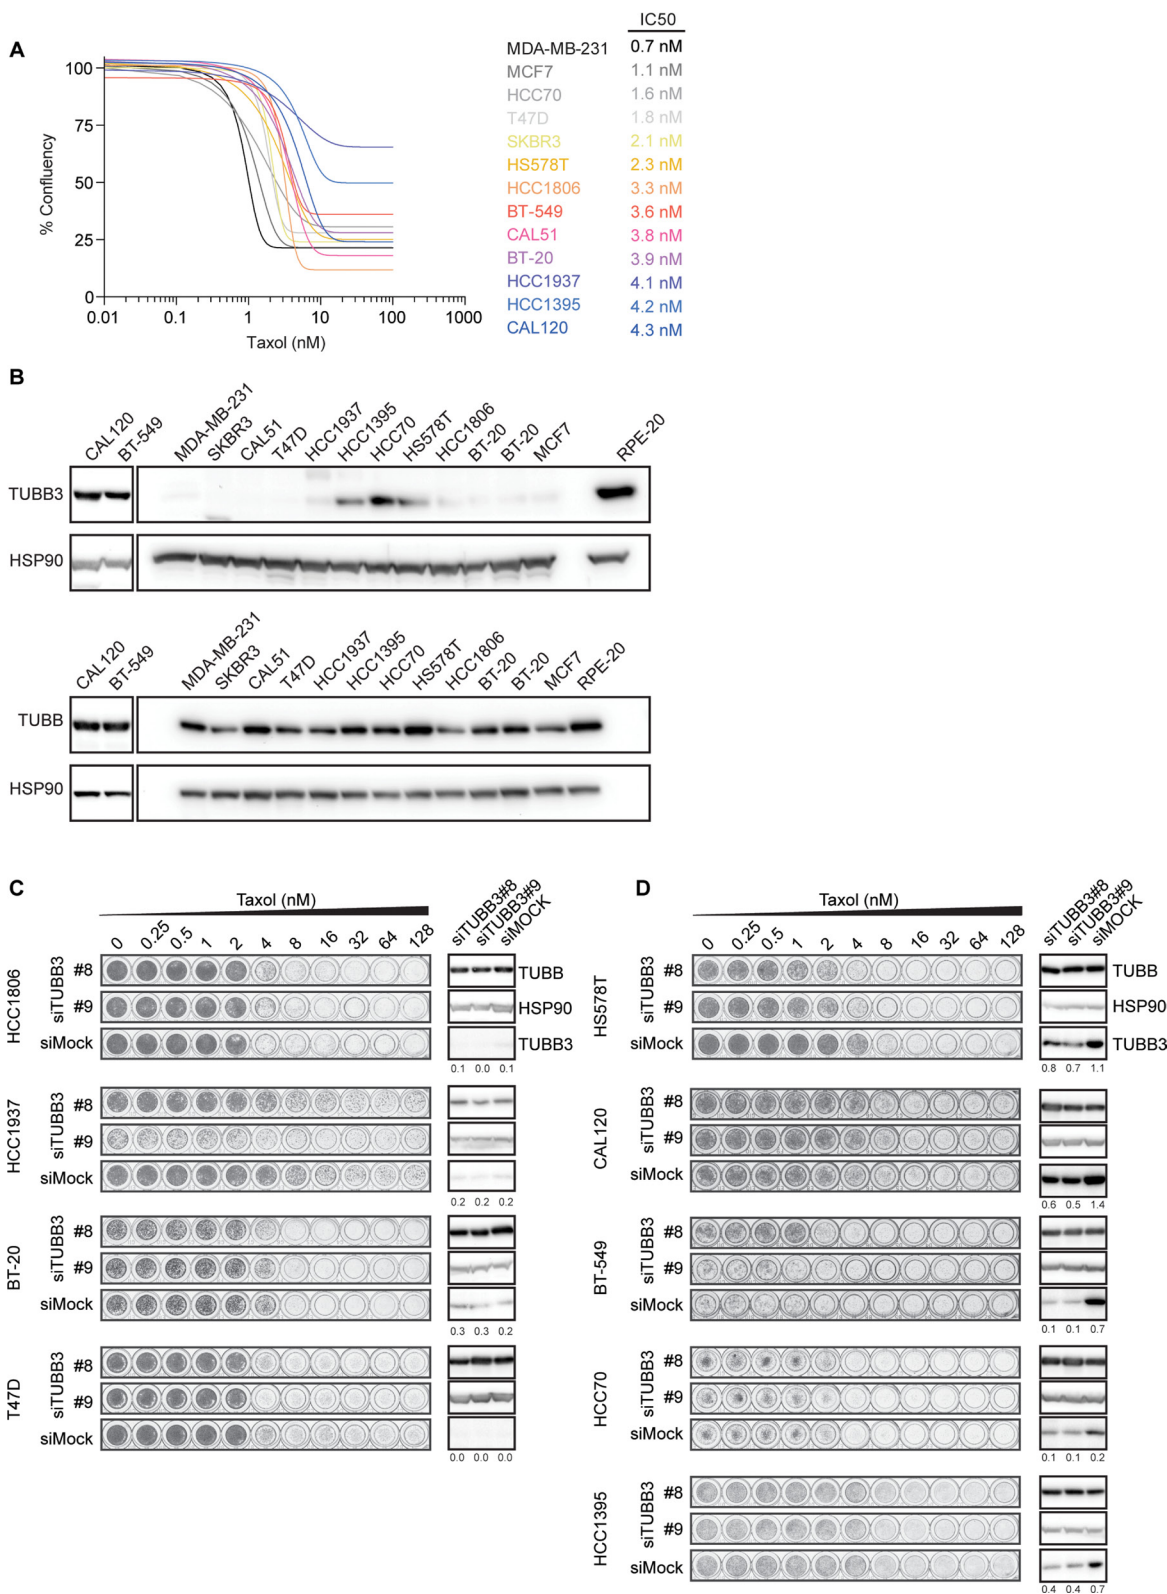 A
IC50
MDA-MB-231 0.7 nM
MCF7 1.1 nM
HCC70 1.6 nM
T47D 1.8 nM
SKBR3 2.1 nM
HS578T 2.3 nM
HCC1806 3.3 nM
BT-549 3.6 nM
CAL51 3.8 nM
BT-20 3.9 nM
HCC1937 4.1 nM
HCC1395 4.2 nM
CAL120 4.3 nM
% Confluency
100
75
50
25
0
0.01 0.1 1 10 100 1000
Taxol (nM)
B
CAL120 BT-549 MDA-MB-231 SKBR3 CAL51 T47D HCC1937 HCC1395 HCC70 HS578T HCC1806 BT-20 BT-20 MCF7 RPE-20
TUBB3
HSP90
CAL120 BT-549 MDA-MB-231 SKBR3 CAL51 T47D HCC1937 HCC1395 HCC70 HS578T HCC1806 BT-20 BT-20 MCF7 RPE-20
TUBB
HSP90
C
Taxol (nM)
0 0.25 0.5 1 2 4 8 16 32 64 128
siTUBB3#8 siTUBB3#9 siMOCK
HCC1806
siTUBB3
#8 TUBB
#9 HSP90
siMock TUBB3
0.1 0.0 0.1
HCC1937
siTUBB3
#8
#9
siMock
0.2 0.2 0.2
BT-20
siTUBB3
#8
#9
siMock
0.3 0.3 0.2
T47D
siTUBB3
#8
#9
siMock
0.0 0.0 0.0
D
Taxol (nM)
0 0.25 0.5 1 2 4 8 16 32 64 128
siTUBB3#8 siTUBB3#9 siMOCK
HS578T
siTUBB3
#8 TUBB
#9 HSP90
siMock TUBB3
0.8 0.7 1.1
CAL120
siTUBB3
#8
#9
siMock
0.6 0.5 1.4
BT-549
siTUBB3
#8
#9
siMock
0.1 0.1 0.7
HCC70
siTUBB3
#8
#9
siMock
0.1 0.1 0.2
HCC1395
siTUBB3
#8
#9
siMock
0.4 0.4 0.7